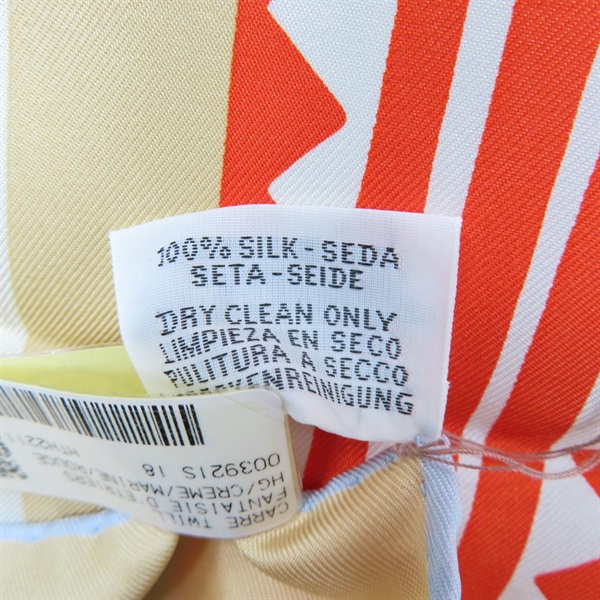 100% SILK-SEDA
SETA-SEIDE
DRY CLEAN ONLY
LIMPIEZA EN SECO
PULITURA A SECCO
CARRE TWILL
FANTAISIE D ETRIERS
HG/CREME/MARINE/ROUGE
003921S 18